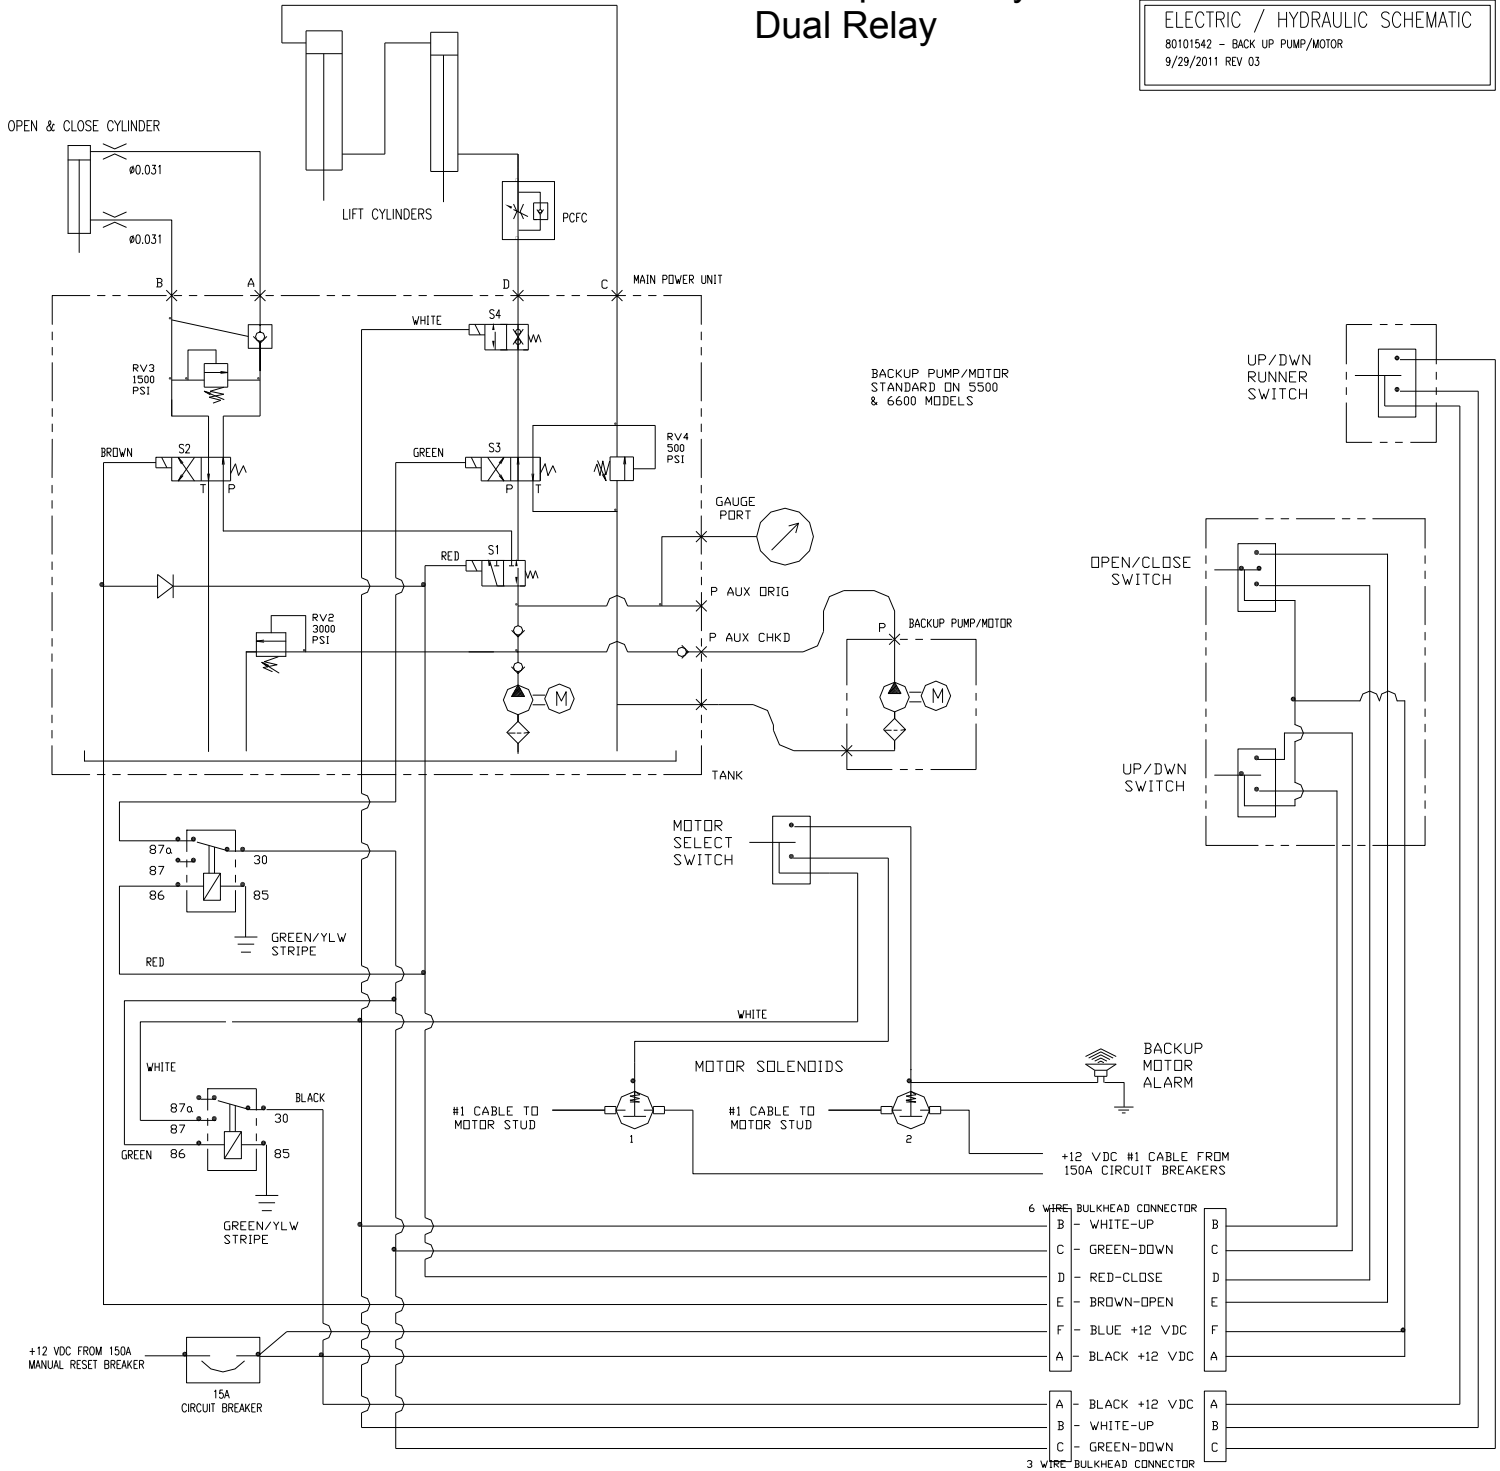 Dual Relay
ELECTRIC / HYDRAULIC SCHEMATIC
80101542 - BACK UP PUMP/MOTOR
9/29/2011 REV 03
OPEN & CLOSE CYLINDER
ø0.031
ø0.031
LIFT CYLINDERS
PCFC
B
A
D
C
MAIN POWER UNIT
WHITE
S4
RV3
1500
PSI
BROWN
S2
T
P
GREEN
S3
P
T
RV4
500
PSI
RED
S1
GAUGE
PORT
P AUX ORIG
P AUX CHKD
RV2
3000
PSI
M
TANK
BACKUP PUMP/MOTOR
STANDARD ON 5500
& 6600 MODELS
P
BACKUP PUMP/MOTOR
M
UP/DWN
RUNNER
SWITCH
OPEN/CLOSE
SWITCH
UP/DWN
SWITCH
MOTOR
SELECT
SWITCH
87a
87
86
30
85
GREEN/YLW
STRIPE
RED
WHITE
WHITE
87a
87
86
30
85
BLACK
GREEN
GREEN/YLW
STRIPE
MOTOR SOLENOIDS
#1 CABLE TO
MOTOR STUD
1
#1 CABLE TO
MOTOR STUD
2
BACKUP
MOTOR
ALARM
+12 VDC #1 CABLE FROM
150A CIRCUIT BREAKERS
6 WIRE BULKHEAD CONNECTOR
B - WHITE-UP B
C - GREEN-DOWN C
D - RED-CLOSE D
E - BROWN-OPEN E
F - BLUE +12 VDC F
A - BLACK +12 VDC A
+12 VDC FROM 150A
MANUAL RESET BREAKER
15A
CIRCUIT BREAKER
A - BLACK +12 VDC A
B - WHITE-UP B
C - GREEN-DOWN C
3 WIRE BULKHEAD CONNECTOR